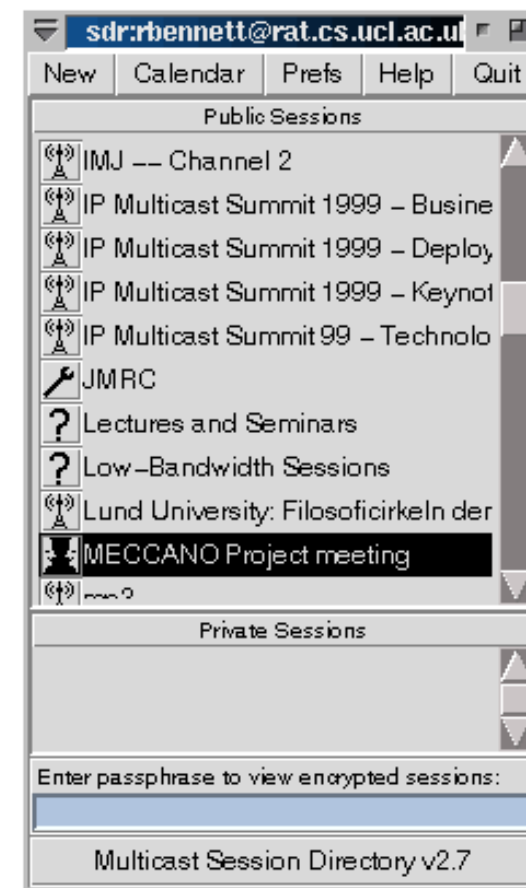 sdr:rbennett@rat.cs.ucl.ac.u
New Calendar Prefs Help Quit
Public Sessions
IMJ -- Channel 2
IP Multicast Summit 1999 - Busine
IP Multicast Summit 1999 - Deploy
IP Multicast Summit 1999 - Keynot
IP Multicast Summit 99 - Technolo
JMRC
? Lectures and Seminars
? Low-Bandwidth Sessions
Lund University: Filosoficirkeln der
MECCANO Project meeting
Private Sessions
Enter passphrase to view encrypted sessions:
Multicast Session Directory v2.7